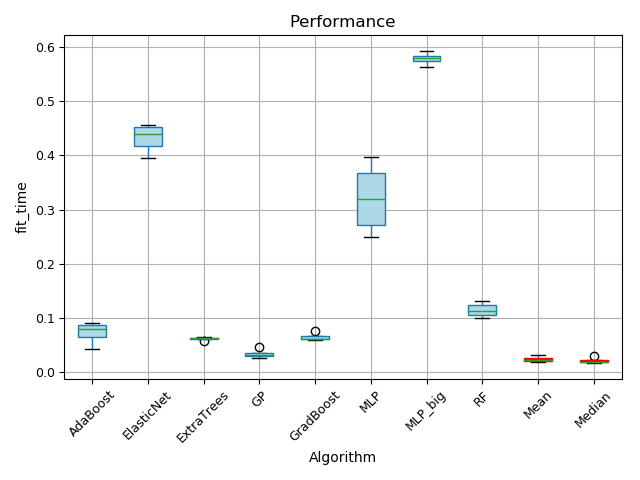 Performance
fit_time
0.6
0.5
0.4
0.3
0.2
0.1
0.0
AdaBoost
ElasticNet
ExtraTrees
GP
GradBoost
MLP
MLP_big
RF
Mean
Median
Algorithm